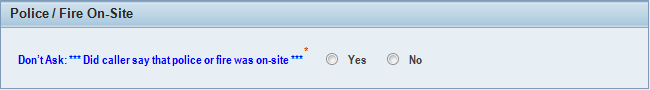 Police / Fire On-Site
Don't Ask: *** Did caller say that police or fire was on-site *** * Yes No